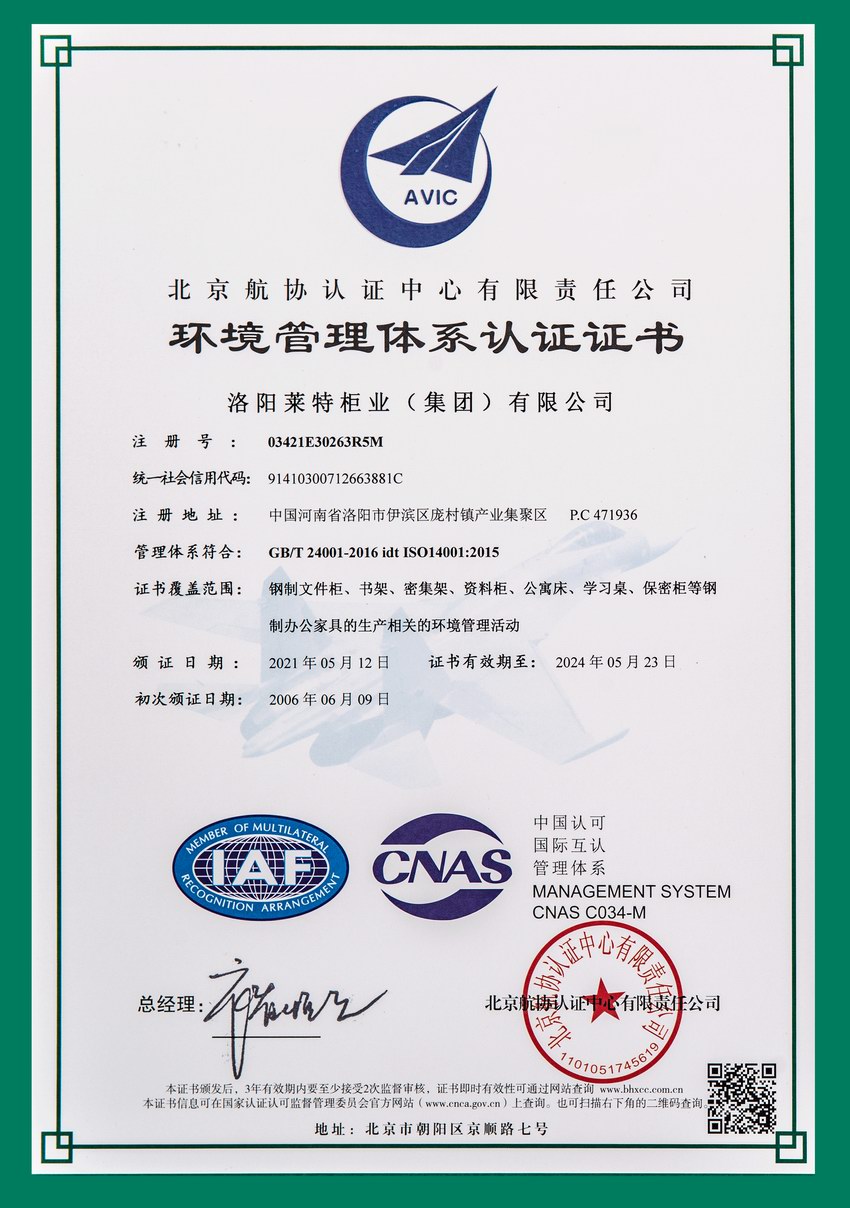 AVIC
北京航协认证中心有限责任公司
环境管理体系认证证书
洛阳莱特柜业（集团）有限公司
注册号： 03421E30263R5M
统一社会信用代码： 91410300712663881C
注册地址： 中国河南省洛阳市伊滨区庞村镇产业集聚区 P.C 471936
管理体系符合： GB/T 24001-2016 idt ISO14001:2015
证书覆盖范围： 钢制文件柜、书架、密集架、资料柜、公寓床、学习桌、保密柜等钢
制办公家具的生产相关的环境管理活动
颁证日期： 2021 年 05 月 12 日 证书有效期至： 2024 年 05 月 23 日
初次颁证日期： 2006 年 06 月 09 日
MEMBER OF MULTILATERAL
IAF
RECOGNITION ARRANGEMENT
CNAS
中国认可
国际互认
管理体系
MANAGEMENT SYSTEM
CNAS C034-M
总经理：
北京航协认证中心有限责任公司
北京航协认证中心有限责任公司
1101051745619
本证书颁发后，3年有效期内要至少接受2次监督审核，证书即时有效性可通过网站查询 www.bhxcc.com.cn
本证书信息可在国家认证认可监督管理委员会官方网站（www.cnca.gov.cn）上查询。也可扫描右下角的二维码查询
地址：北京市朝阳区京顺路七号